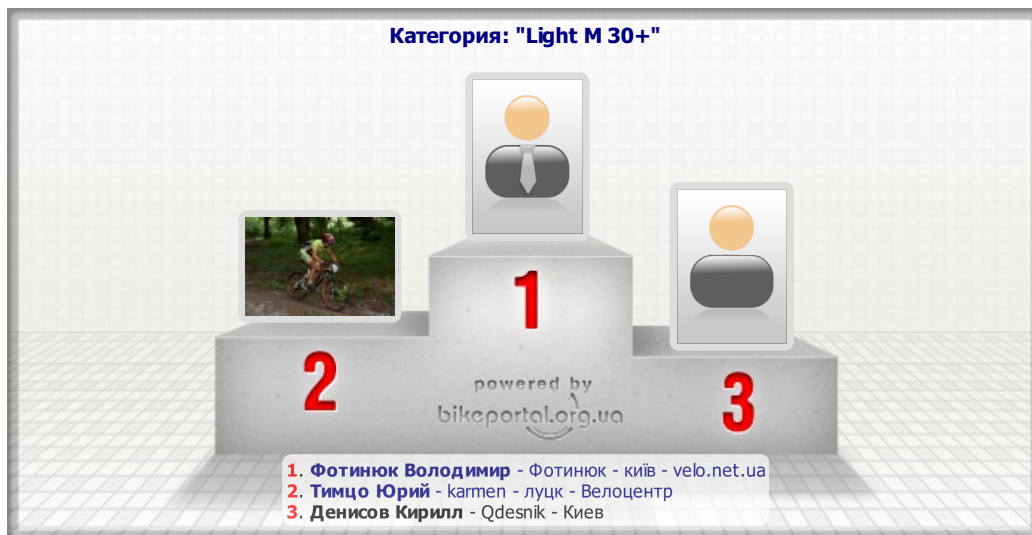 Категория: "Light M 30+"
1
2
3
powered by
bikeportal.org.ua
1. Фотинюк Володимир - Фотинюк - київ - velo.net.ua
2. Тимцо Юрий - karmen - луцк - Велоцентр
3. Денисов Кирилл - Qdesnik - Киев